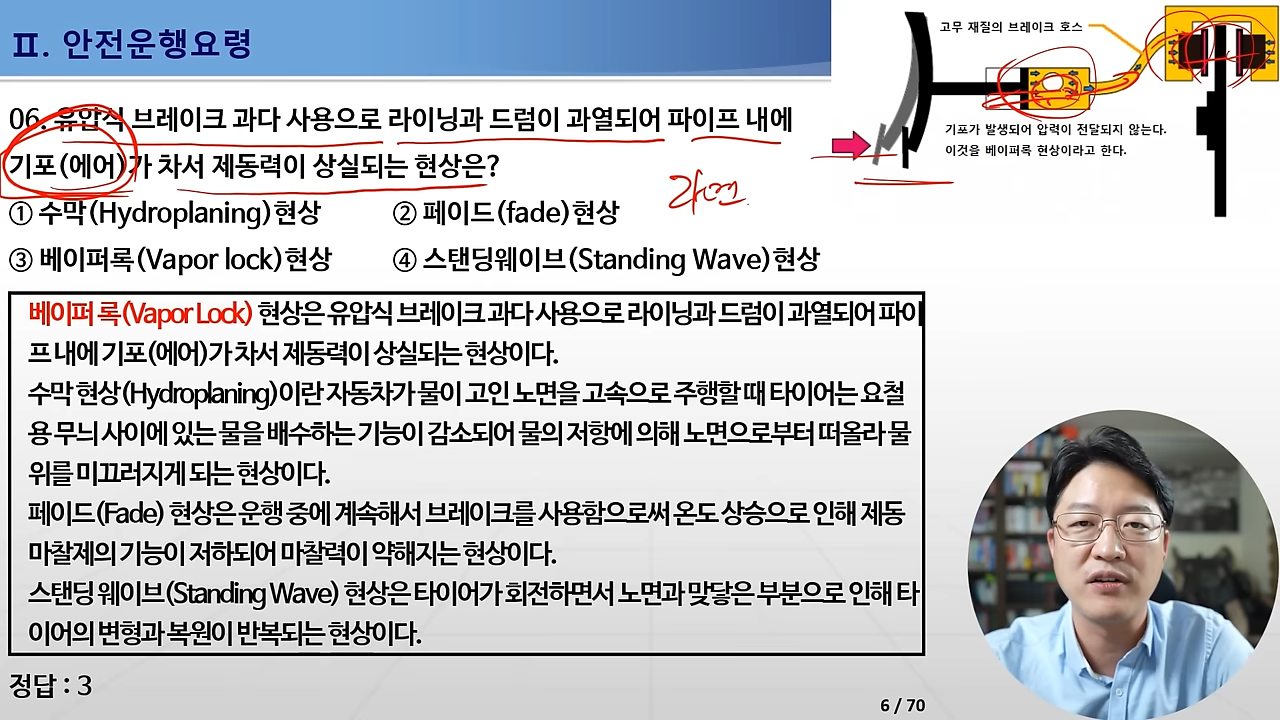 Ⅱ. 안전운행요령
고무 재질의 브레이크 호스
기포가 발생되어 압력이 전달되지 않는다.
이것을 베이퍼록 현상이라고 한다.
06. 유압식 브레이크 과다 사용으로 라이닝과 드럼이 과열되어 파이프 내에
기포(에어)가 차서 제동력이 상실되는 현상은?
라면
① 수막(Hydroplaning)현상 ② 페이드(fade)현상
③ 베이퍼록(Vapor lock)현상 ④ 스탠딩웨이브(Standing Wave)현상
베이퍼 록(Vapor Lock) 현상은 유압식 브레이크 과다 사용으로 라이닝과 드럼이 과열되어 파이
프 내에 기포(에어)가 차서 제동력이 상실되는 현상이다.
수막 현상(Hydroplaning)이란 자동차가 물이 고인 노면을 고속으로 주행할 때 타이어는 요철
용 무늬 사이에 있는 물을 배수하는 기능이 감소되어 물의 저항에 의해 노면으로부터 떠올라 물
위를 미끄러지게 되는 현상이다.
페이드(Fade) 현상은 운행 중에 계속해서 브레이크를 사용함으로써 온도 상승으로 인해 제동
마찰제의 기능이 저하되어 마찰력이 약해지는 현상이다.
스탠딩 웨이브(Standing Wave) 현상은 타이어가 회전하면서 노면과 맞닿은 부분으로 인해 타
이어의 변형과 복원이 반복되는 현상이다.
정답 : 3
6 / 70